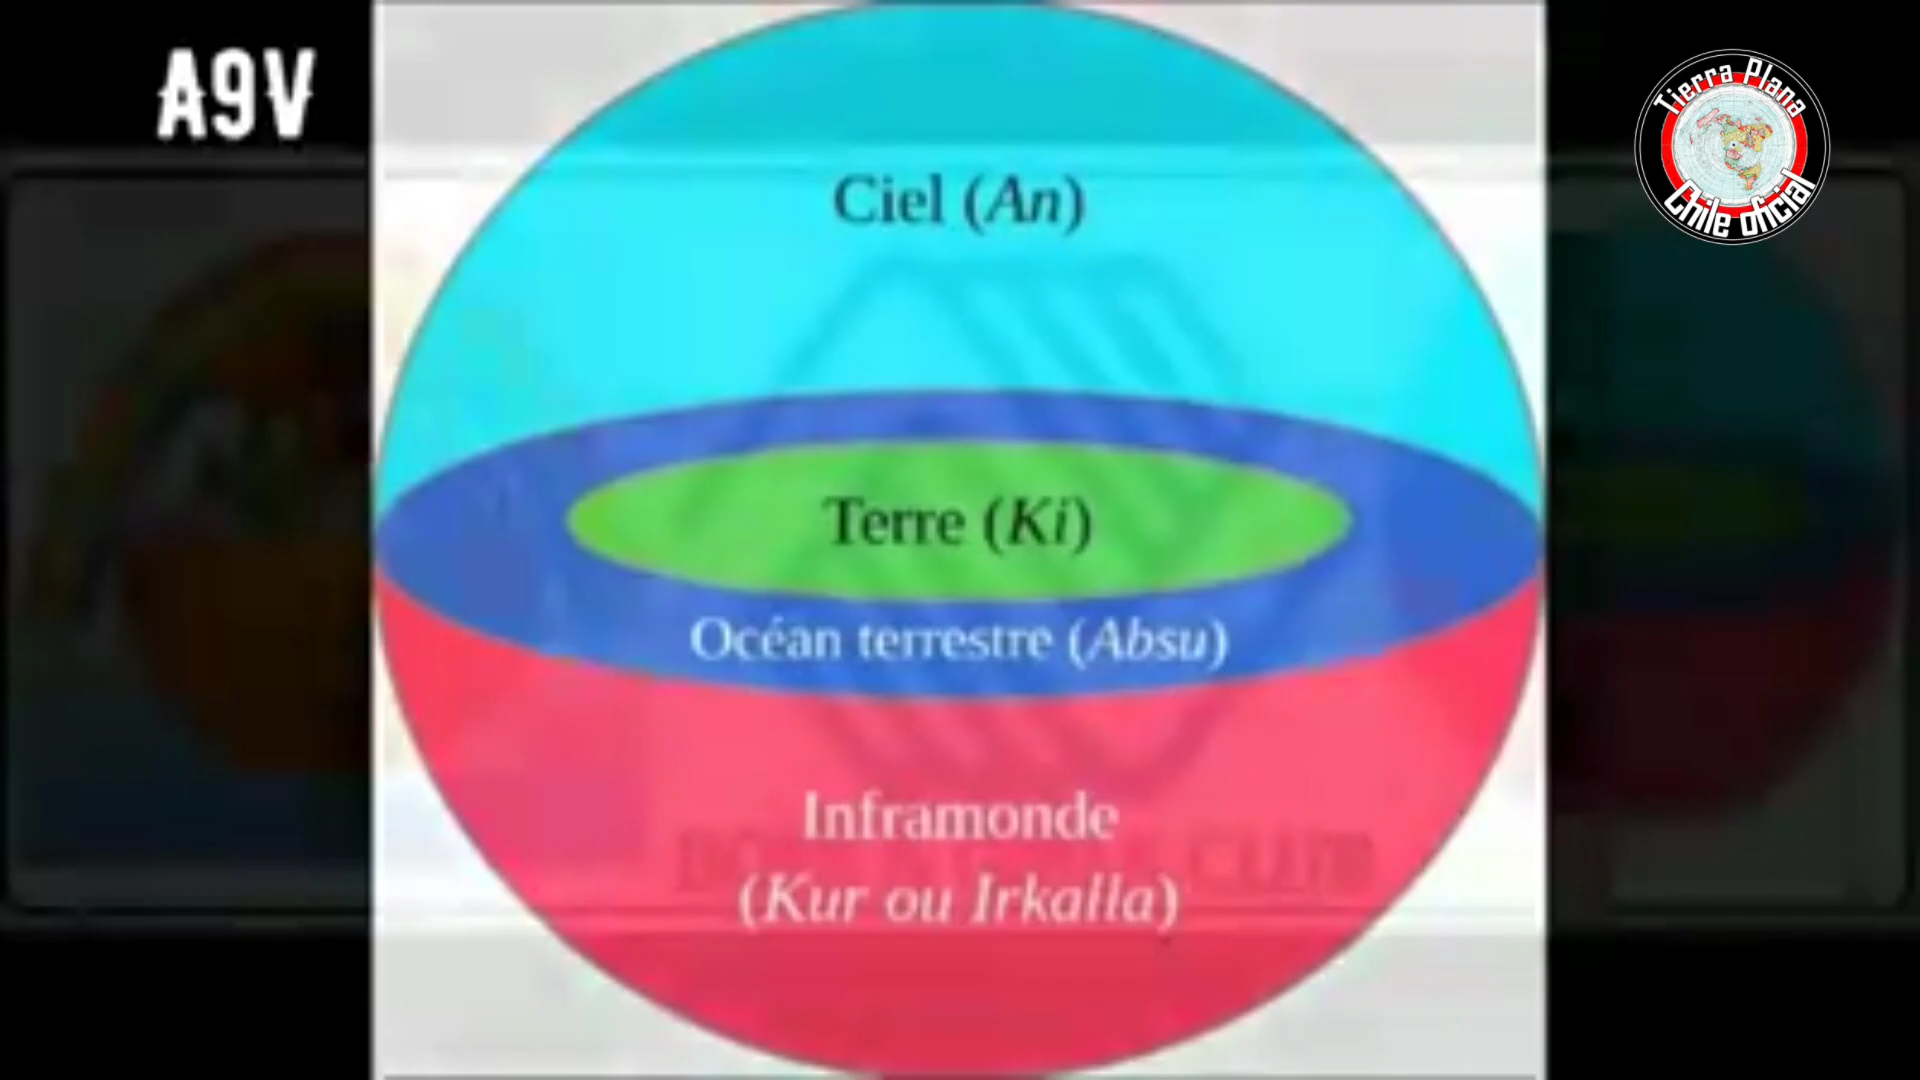 A9V
Tierra Plana
Chile oficial
Ciel (An)
Terre (Ki)
Océan terrestre (Absu)
Inframonde
(Kur ou Irkalla)